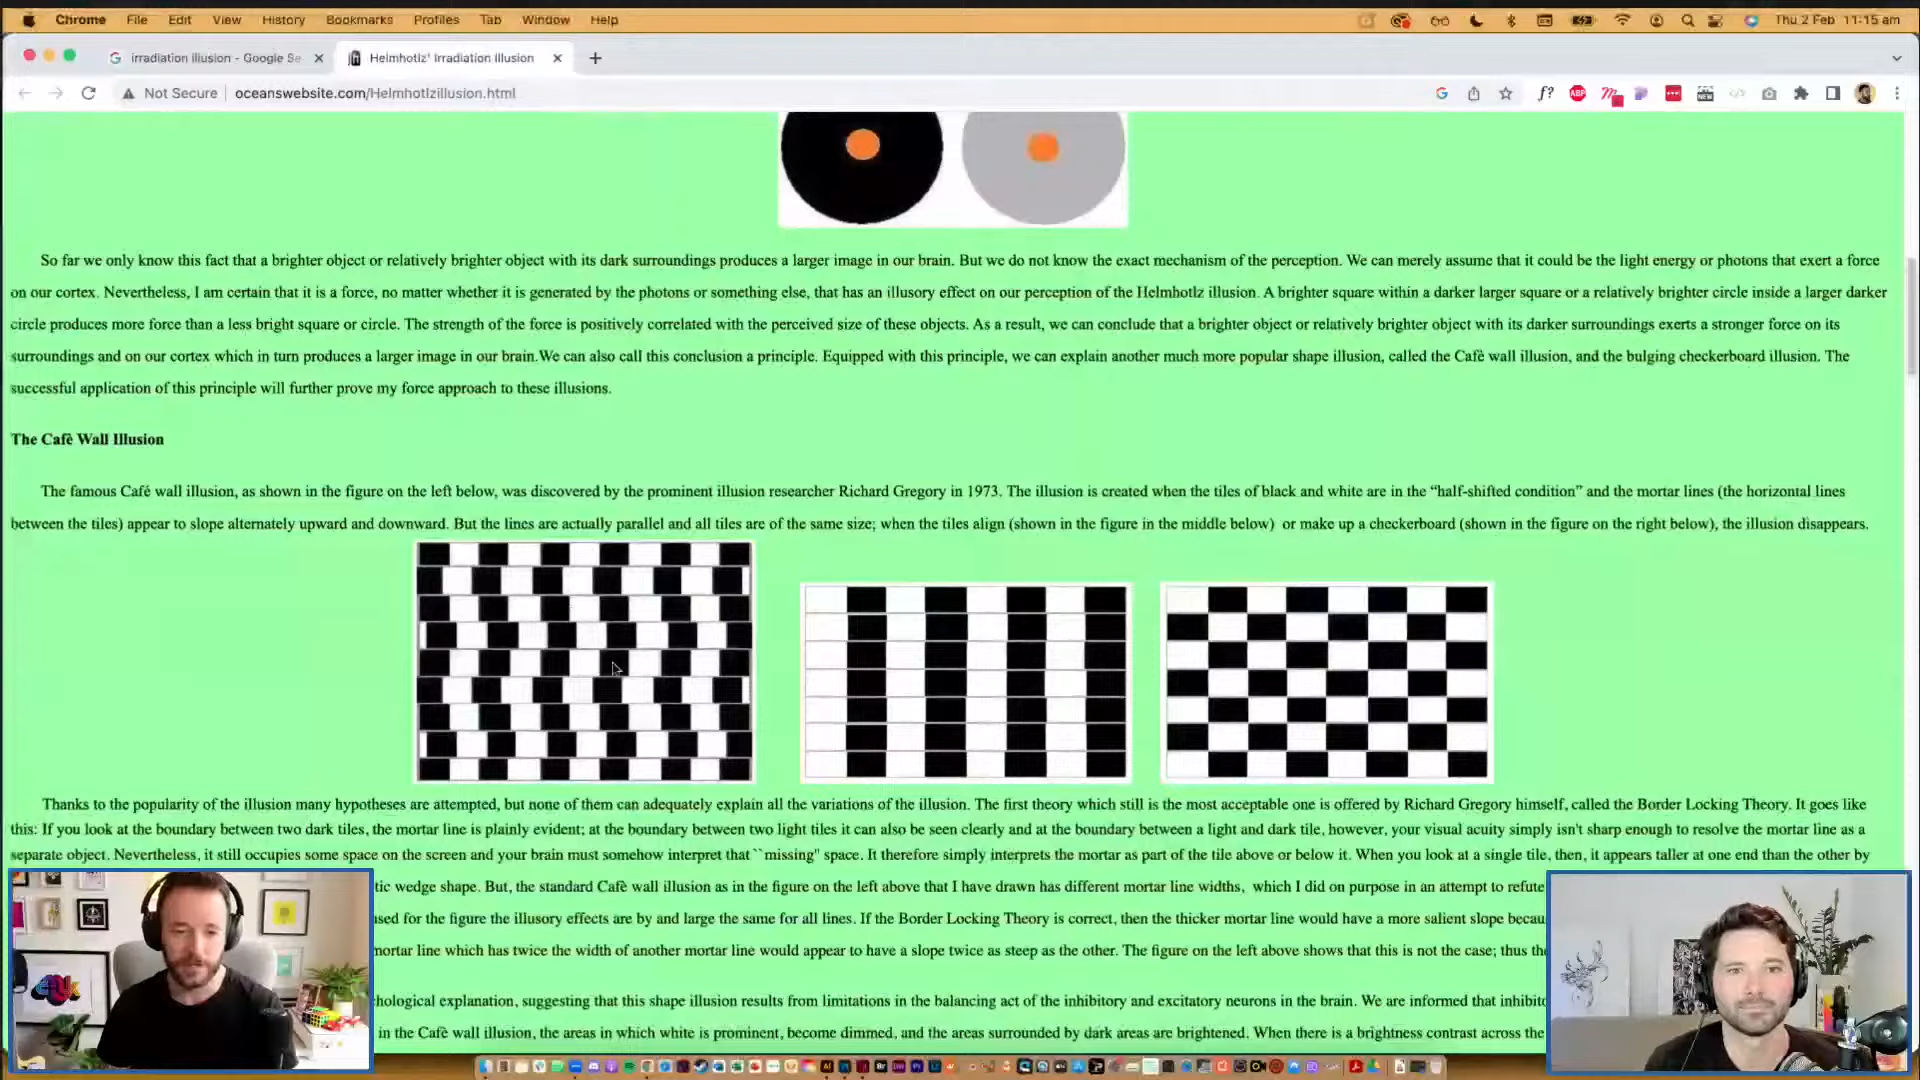 Chrome File Edit View History Bookmarks Profiles Tab Window Help Thu 2 Feb 11:15 am
irradiation illusion - Google Se Helmhotlz' Irradiation Illusion
Not Secure oceanswebsite.com/Helmhotlzillusion.html
So far we only know this fact that a brighter object or relatively brighter object with its dark surroundings produces a larger image in our brain. But we do not know the exact mechanism of the perception. We can merely assume that it could be the light energy or photons that exert a force
on our cortex. Nevertheless, I am certain that it is a force, no matter whether it is generated by the photons or something else, that has an illusory effect on our perception of the Helmhotlz illusion. A brighter square within a darker larger square or a relatively brighter circle inside a larger darker
circle produces more force than a less bright square or circle. The strength of the force is positively correlated with the perceived size of these objects. As a result, we can conclude that a brighter object or relatively brighter object with its darker surroundings exerts a stronger force on its
surroundings and on our cortex which in turn produces a larger image in our brain.We can also call this conclusion a principle. Equipped with this principle, we can explain another much more popular shape illusion, called the Cafè wall illusion, and the bulging checkerboard illusion. The
successful application of this principle will further prove my force approach to these illusions.
The Cafè Wall Illusion
The famous Café wall illusion, as shown in the figure on the left below, was discovered by the prominent illusion researcher Richard Gregory in 1973. The illusion is created when the tiles of black and white are in the “half-shifted condition” and the mortar lines (the horizontal lines
between the tiles) appear to slope alternately upward and downward. But the lines are actually parallel and all tiles are of the same size; when the tiles align (shown in the figure in the middle below) or make up a checkerboard (shown in the figure on the right below), the illusion disappears.
Thanks to the popularity of the illusion many hypotheses are attempted, but none of them can adequately explain all the variations of the illusion. The first theory which still is the most acceptable one is offered by Richard Gregory himself, called the Border Locking Theory. It goes like
this: If you look at the boundary between two dark tiles, the mortar line is plainly evident; at the boundary between two light tiles it can also be seen clearly and at the boundary between a light and dark tile, however, your visual acuity simply isn't sharp enough to resolve the mortar line as a
separate object. Nevertheless, it still occupies some space on the screen and your brain must somehow interpret that ``missing" space. It therefore simply interprets the mortar as part of the tile above or below it. When you look at a single tile, then, it appears taller at one end than the other by
tic wedge shape. But, the standard Cafè wall illusion as in the figure on the left above that I have drawn has different mortar line widths, which I did on purpose in an attempt to refute
sed for the figure the illusory effects are by and large the same for all lines. If the Border Locking Theory is correct, then the thicker mortar line would have a more salient slope becau
mortar line which has twice the width of another mortar line would appear to have a slope twice as steep as the other. The figure on the left above shows that this is not the case; thus the
chological explanation, suggesting that this shape illusion results from limitations in the balancing act of the inhibitory and excitatory neurons in the brain. We are informed that inhibito
in the Cafè wall illusion, the areas in which white is prominent, become dimmed, and the areas surrounded by dark areas are brightened. When there is a brightness contrast across the